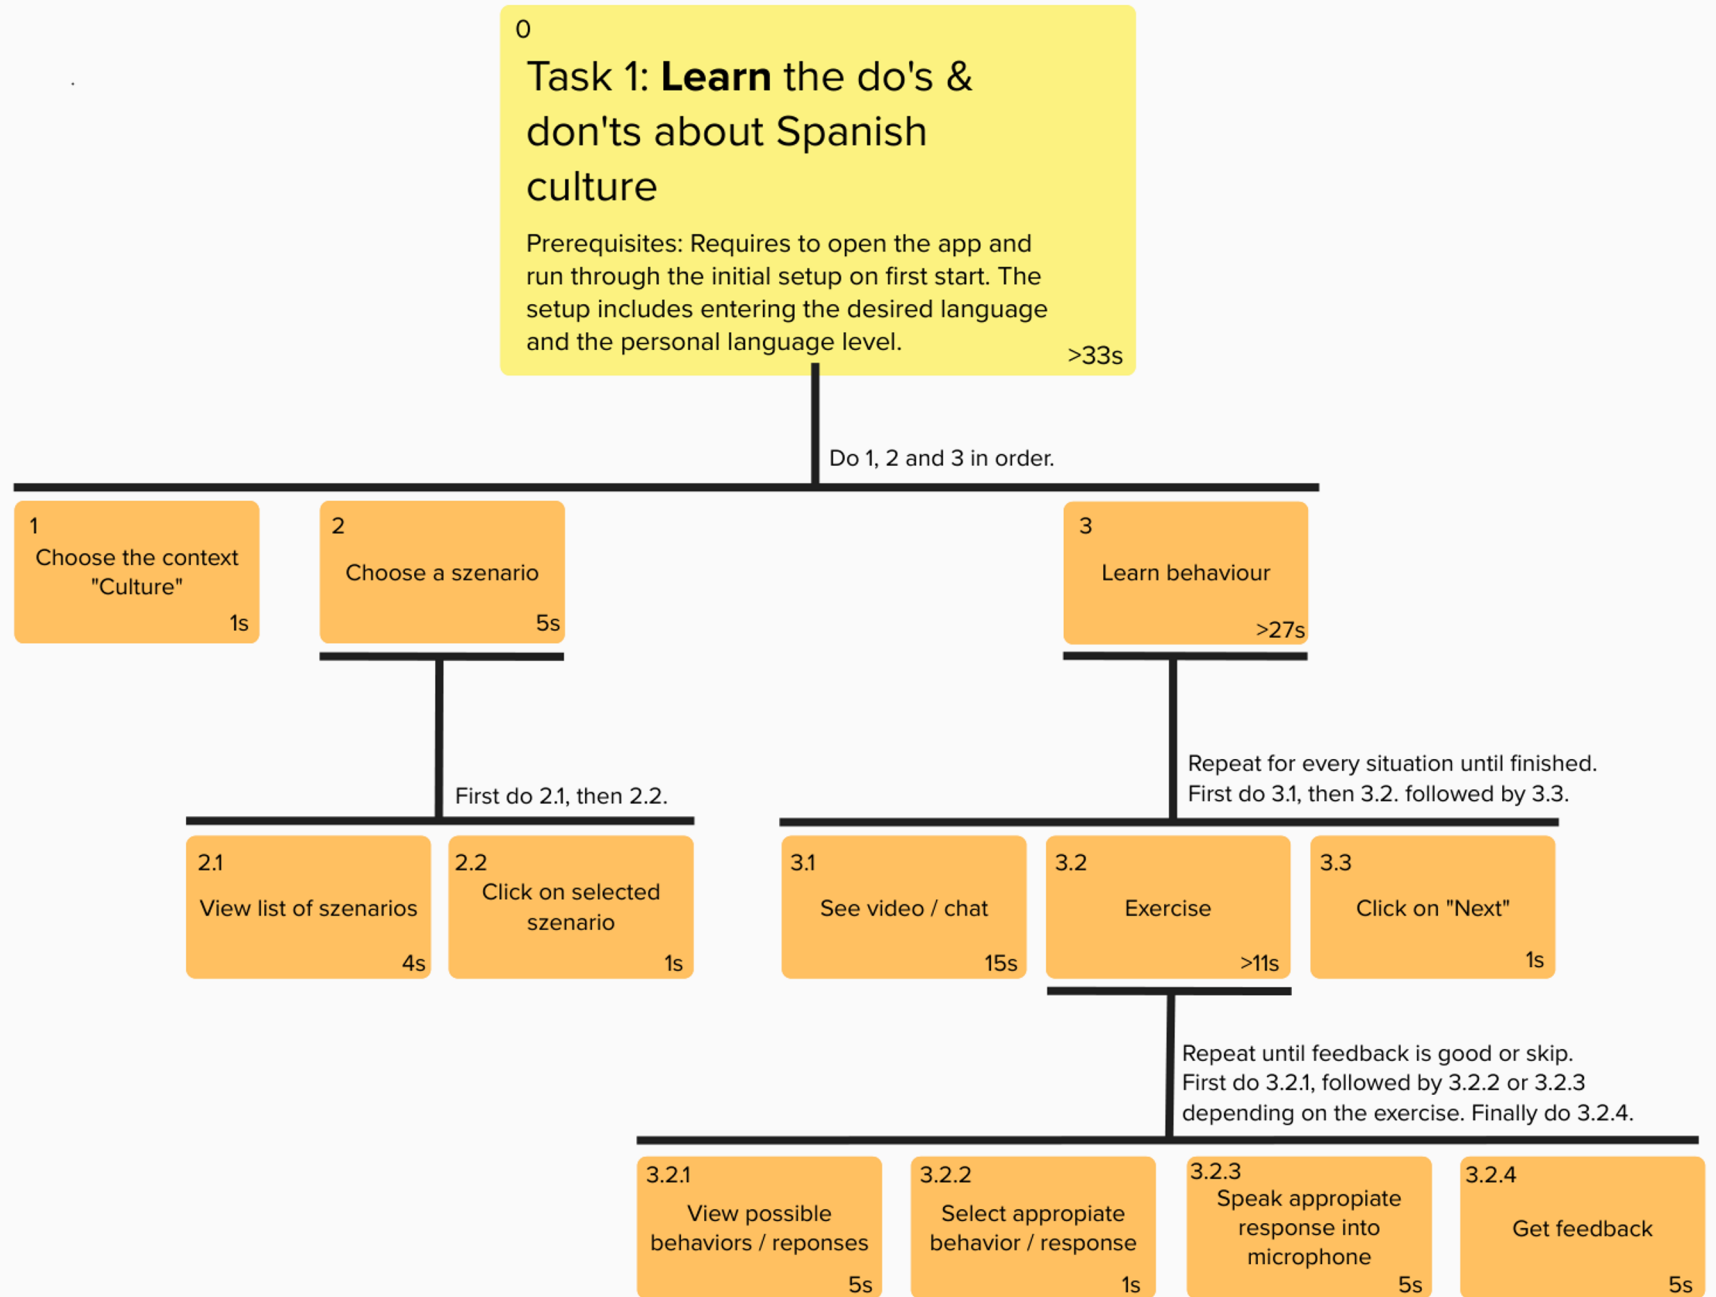 0
Task 1: Learn the do's &
don'ts about Spanish
culture
Prerequisites: Requires to open the app and
run through the initial setup on first start. The
setup includes entering the desired language
and the personal language level.
>33s
Do 1, 2 and 3 in order.
1
Choose the context
"Culture"
1s
2
Choose a szenario
5s
3
Learn behaviour
>27s
First do 2.1, then 2.2.
Repeat for every situation until finished.
First do 3.1, then 3.2. followed by 3.3.
2.1
View list of szenarios
4s
2.2
Click on selected
szenario
1s
3.1
See video / chat
15s
3.2
Exercise
>11s
3.3
Click on "Next"
1s
Repeat until feedback is good or skip.
First do 3.2.1, followed by 3.2.2 or 3.2.3
depending on the exercise. Finally do 3.2.4.
3.2.1
View possible
behaviors / reponses
5s
3.2.2
Select appropiate
behavior / response
1s
3.2.3
Speak appropiate
response into
microphone
5s
3.2.4
Get feedback
5s